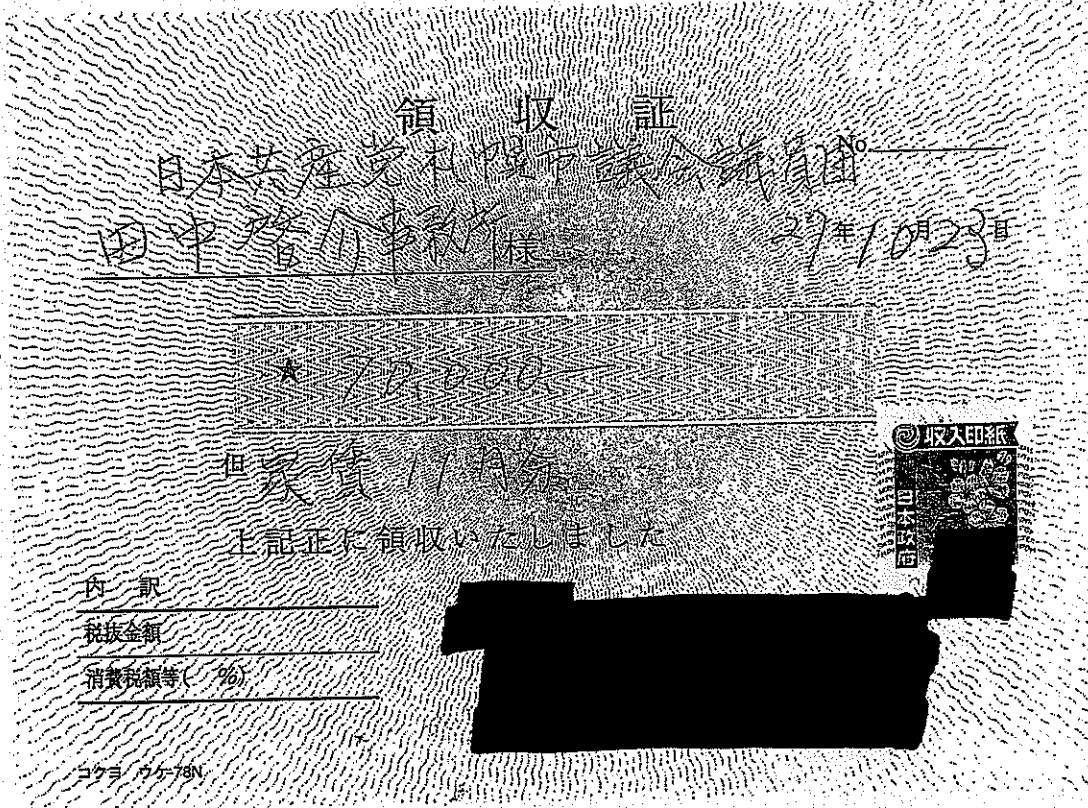 領収証
No
日本共産党札幌市議会議員団
田中啓介事務所様
29年10月23日
¥70,000.-
但 家賃11月分
上記正に領収いたしました
収入印紙
日本政府
内訳
税抜金額
消費税額等( %)
コクヨ ウケ-78N